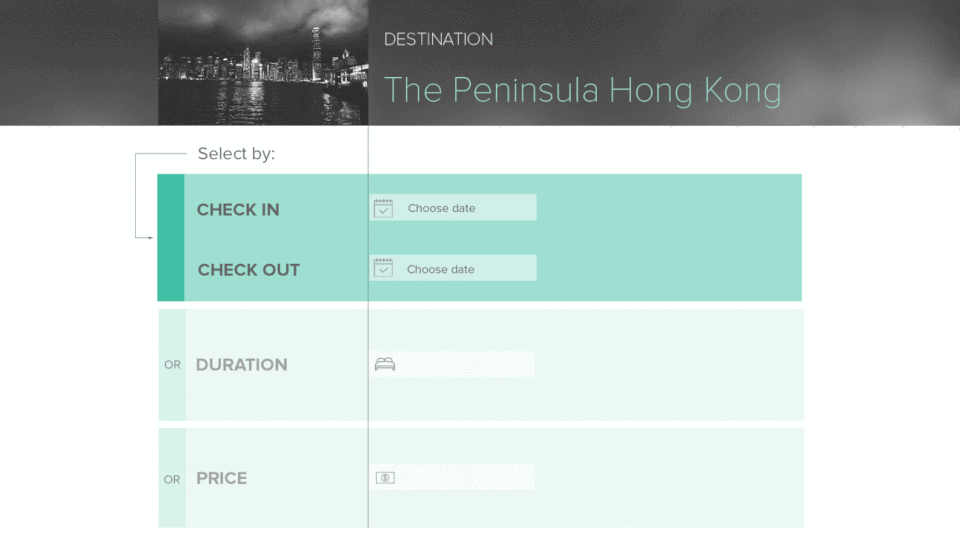 DESTINATION
The Peninsula Hong Kong
Select by:
CHECK IN
Choose date
CHECK OUT
Choose date
OR
DURATION
OR
PRICE